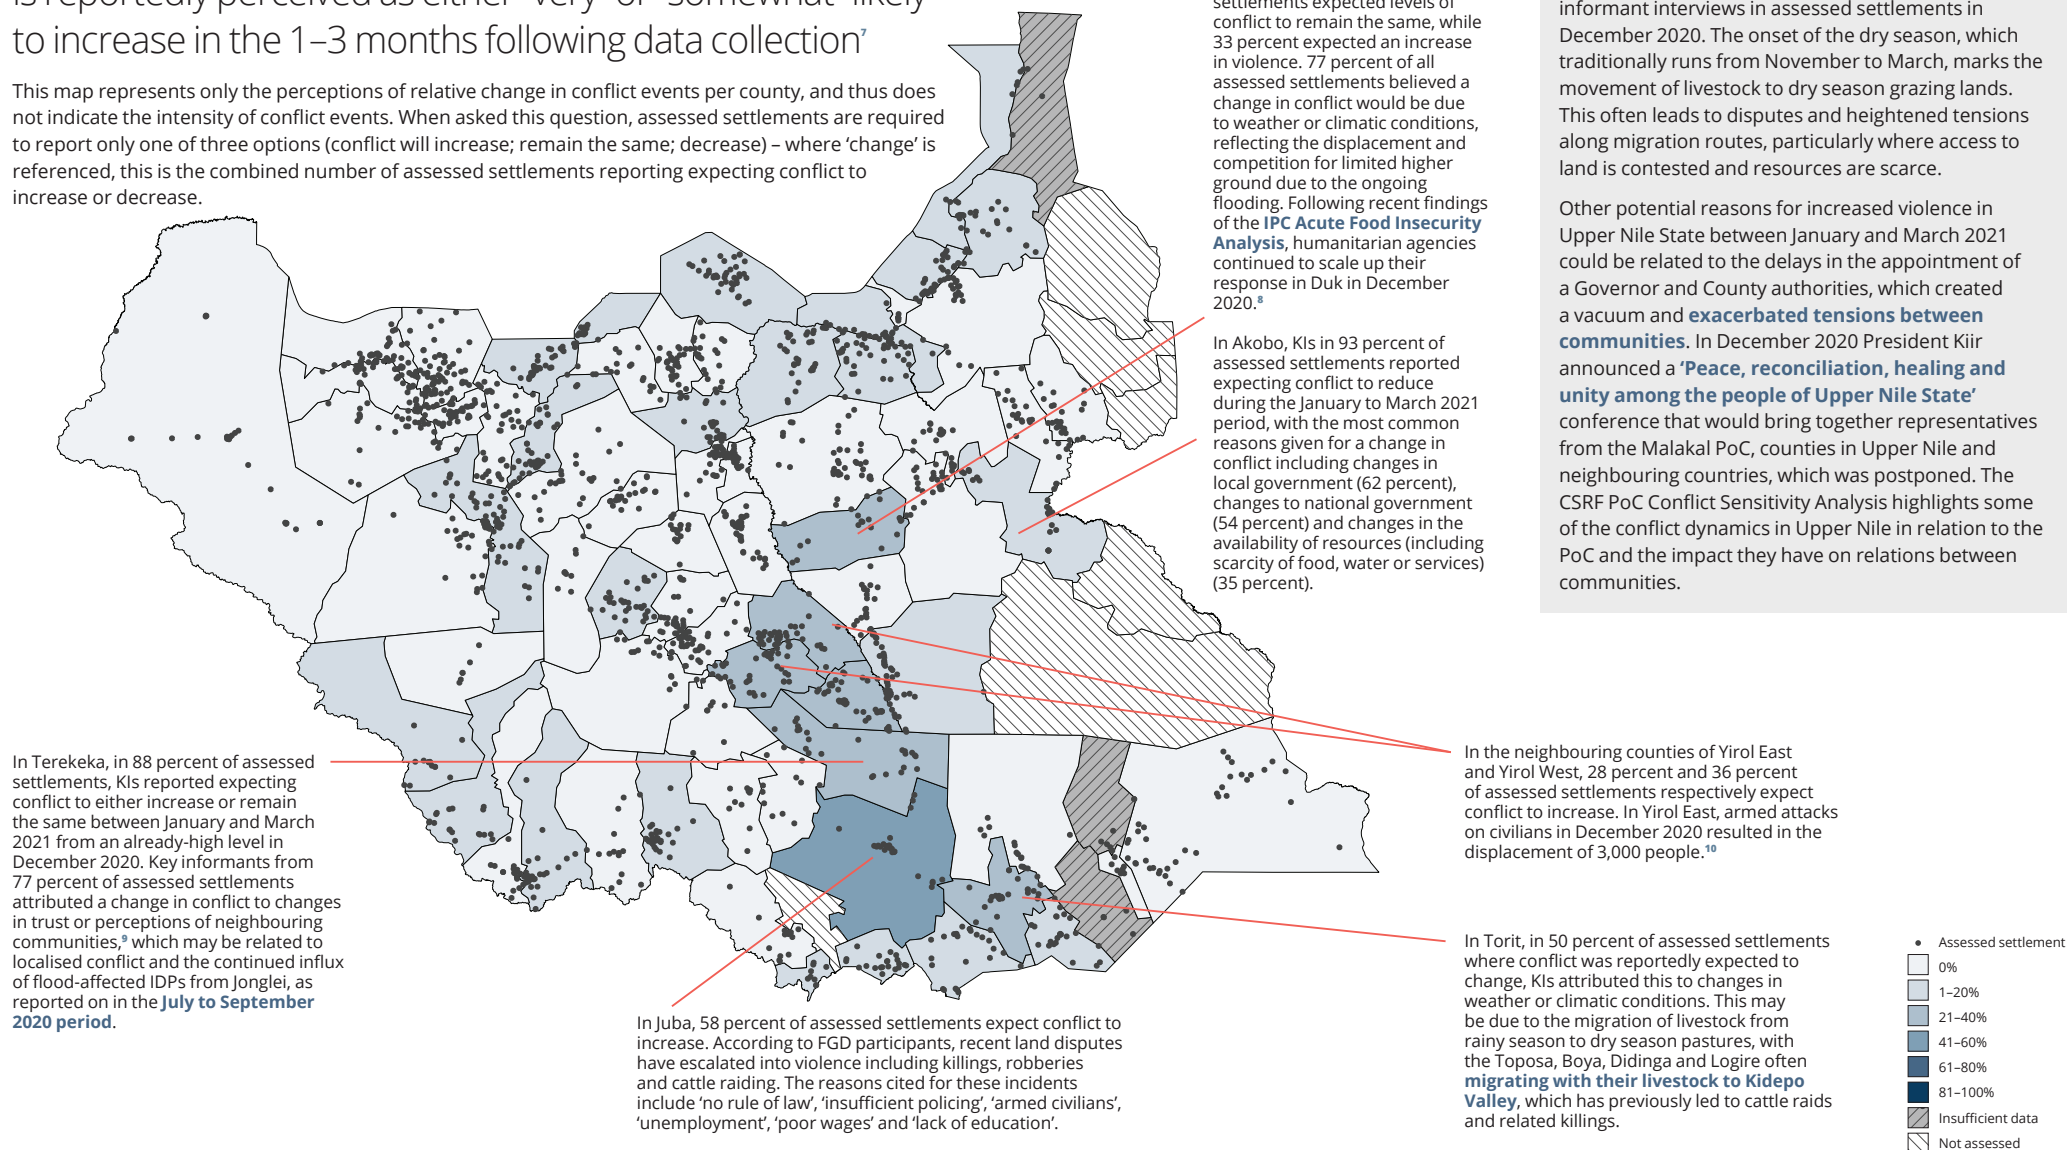 is reportedly perceived as either ‘very’ or ‘somewhat’ likely
to increase in the 1–3 months following data collection⁷
This map represents only the perceptions of relative change in conflict events per county, and thus does
not indicate the intensity of conflict events. When asked this question, assessed settlements are required
to report only one of three options (conflict will increase; remain the same; decrease) – where ‘change’ is
referenced, this is the combined number of assessed settlements reporting expecting conflict to
increase or decrease.
settlements expected levels of
conflict to remain the same, while
33 percent expected an increase
in violence. 77 percent of all
assessed settlements believed a
change in conflict would be due
to weather or climatic conditions,
reflecting the displacement and
competition for limited higher
ground due to the ongoing
flooding. Following recent findings
of the IPC Acute Food Insecurity
Analysis, humanitarian agencies
continued to scale up their
response in Duk in December
2020.⁸
In Akobo, KIs in 93 percent of
assessed settlements reported
expecting conflict to reduce
during the January to March 2021
period, with the most common
reasons given for a change in
conflict including changes in
local government (62 percent),
changes to national government
(54 percent) and changes in the
availability of resources (including
scarcity of food, water or services)
(35 percent).
informant interviews in assessed settlements in
December 2020. The onset of the dry season, which
traditionally runs from November to March, marks the
movement of livestock to dry season grazing lands.
This often leads to disputes and heightened tensions
along migration routes, particularly where access to
land is contested and resources are scarce.
Other potential reasons for increased violence in
Upper Nile State between January and March 2021
could be related to the delays in the appointment of
a Governor and County authorities, which created
a vacuum and exacerbated tensions between
communities. In December 2020 President Kiir
announced a ‘Peace, reconciliation, healing and
unity among the people of Upper Nile State’
conference that would bring together representatives
from the Malakal PoC, counties in Upper Nile and
neighbouring countries, which was postponed. The
CSRF PoC Conflict Sensitivity Analysis highlights some
of the conflict dynamics in Upper Nile in relation to the
PoC and the impact they have on relations between
communities.
In Terekeka, in 88 percent of assessed
settlements, KIs reported expecting
conflict to either increase or remain
the same between January and March
2021 from an already-high level in
December 2020. Key informants from
77 percent of assessed settlements
attributed a change in conflict to changes
in trust or perceptions of neighbouring
communities,⁹ which may be related to
localised conflict and the continued influx
of flood-affected IDPs from Jonglei, as
reported on in the July to September
2020 period.
In Juba, 58 percent of assessed settlements expect conflict to
increase. According to FGD participants, recent land disputes
have escalated into violence including killings, robberies
and cattle raiding. The reasons cited for these incidents
include ‘no rule of law’, ‘insufficient policing’, ‘armed civilians’,
‘unemployment’, ‘poor wages’ and ‘lack of education’.
In the neighbouring counties of Yirol East
and Yirol West, 28 percent and 36 percent
of assessed settlements respectively expect
conflict to increase. In Yirol East, armed attacks
on civilians in December 2020 resulted in the
displacement of 3,000 people.¹⁰
In Torit, in 50 percent of assessed settlements
where conflict was reportedly expected to
change, KIs attributed this to changes in
weather or climatic conditions. This may
be due to the migration of livestock from
rainy season to dry season pastures, with
the Toposa, Boya, Didinga and Logire often
migrating with their livestock to Kidepo
Valley, which has previously led to cattle raids
and related killings.
Assessed settlement
0%
1–20%
21–40%
41–60%
61–80%
81–100%
Insufficient data
Not assessed